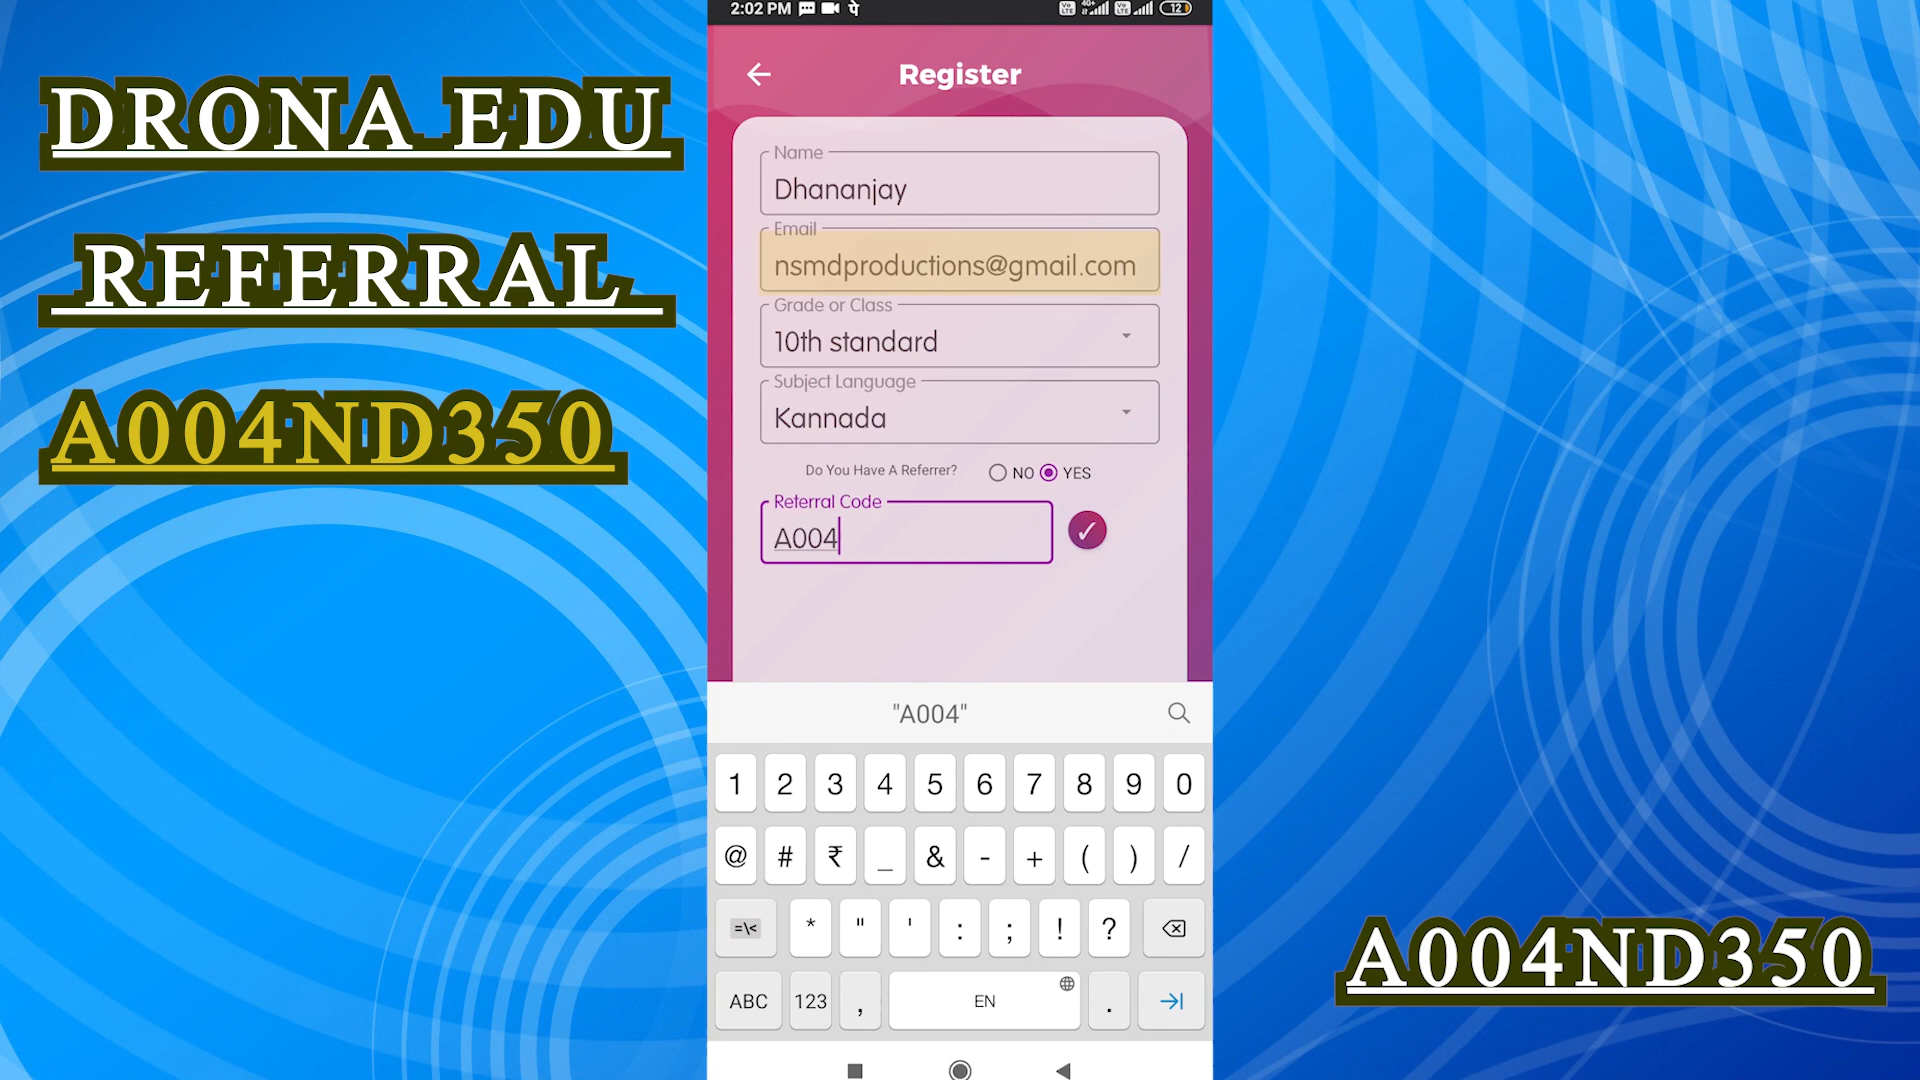 DRONA EDU
REFERRAL
A004ND350
2:02 PM
12
Register
Name
Dhananjay
Email
nsmdproductions@gmail.com
Grade or Class
10th standard
Subject Language
Kannada
Do You Have A Referrer? NO YES
Referral Code
A004
"A004"
1 2 3 4 5 6 7 8 9 0
@ # ₹ _ & - + ( ) /
=\< * " ' : ; ! ?
ABC 123 , EN .
A004ND350